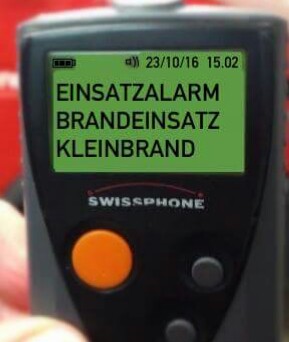 23/10/16 15.02
EINSATZALARM
BRANDEINSATZ
KLEINBRAND
SWISSPHONE